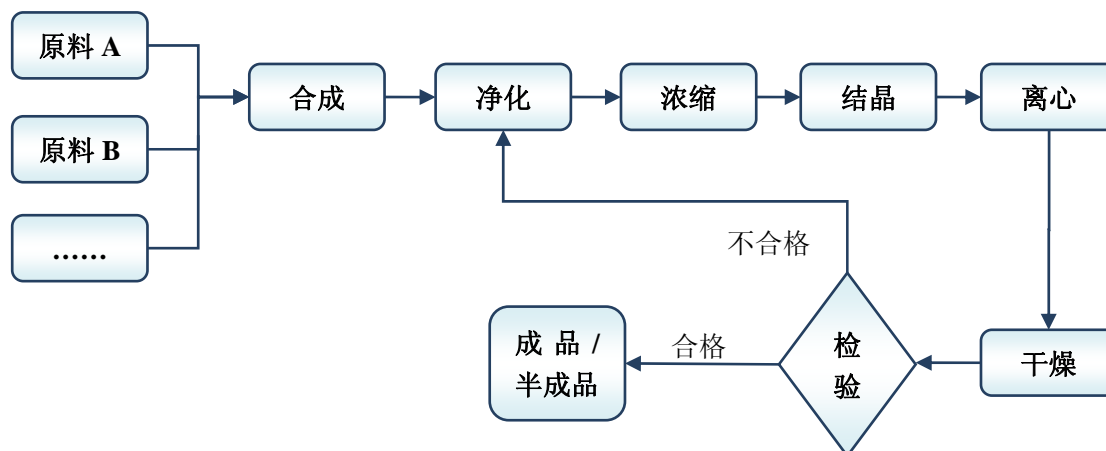 原料 A
合成
净化
浓缩
结晶
离心
原料 B
......
不合格
成 品 /
半成品
合格
检
验
干燥